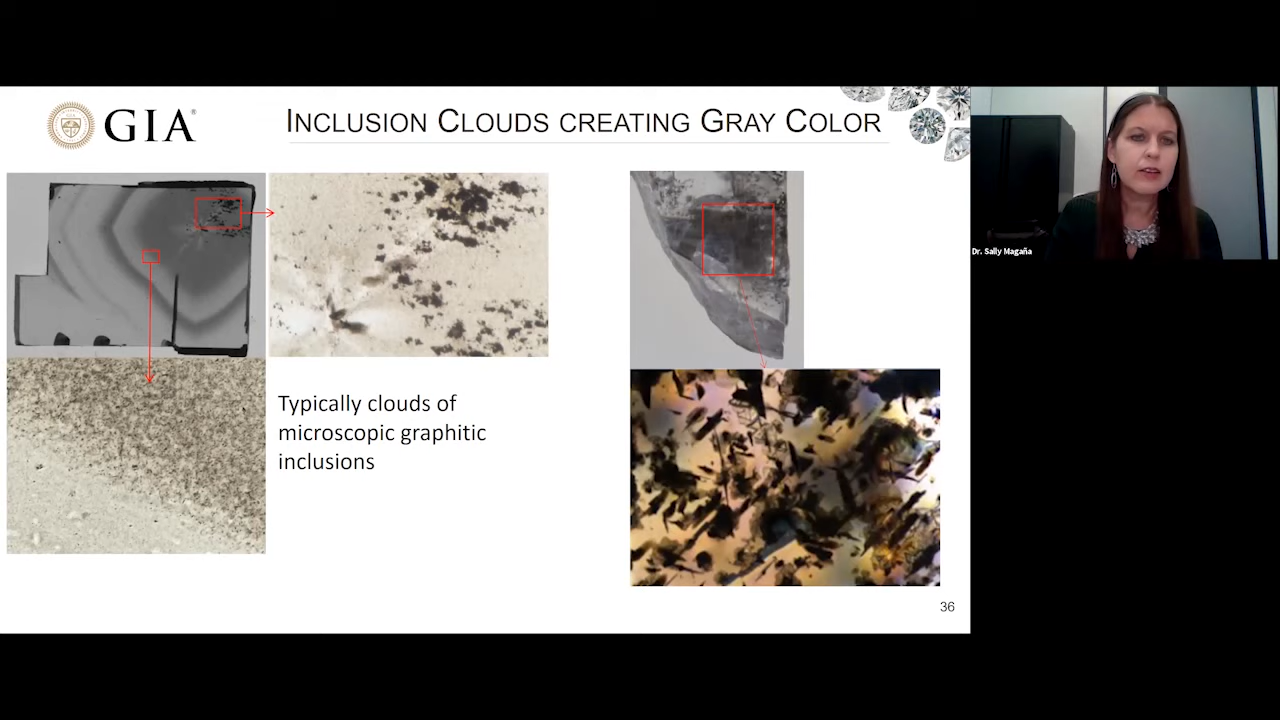 GIA®
INCLUSION CLOUDS CREATING GRAY COLOR
Dr. Sally Magaña
Typically clouds of
microscopic graphitic
inclusions
36